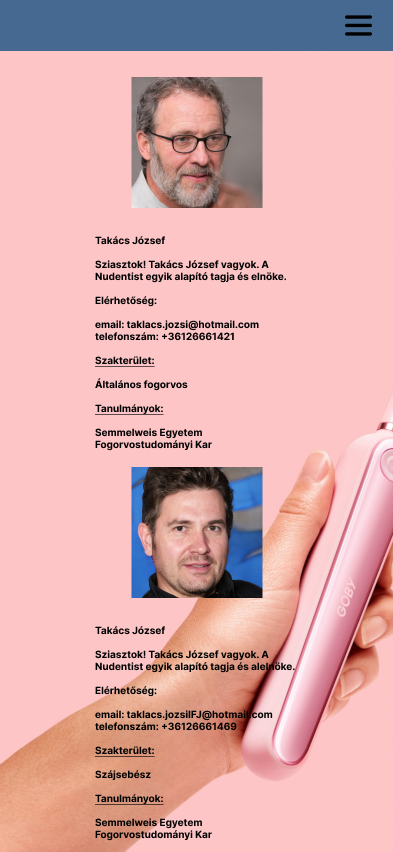 Takács József
Sziasztok! Takács József vagyok. A
Nudentist egyik alapító tagja és elnöke.
Elérhetőség:
email: taklacs.jozsi@hotmail.com
telefonszám: +36126661421
Szakterület:
Általános fogorvos
Tanulmányok:
Semmelweis Egyetem
Fogorvostudományi Kar
GOBY
Takács József
Sziasztok! Takács József vagyok. A
Nudentist egyik alapító tagja és alelnöke.
Elérhetőség:
email: taklacs.jozsiIFJ@hotmail.com
telefonszám: +36126661469
Szakterület:
Szájsebész
Tanulmányok:
Semmelweis Egyetem
Fogorvostudományi Kar